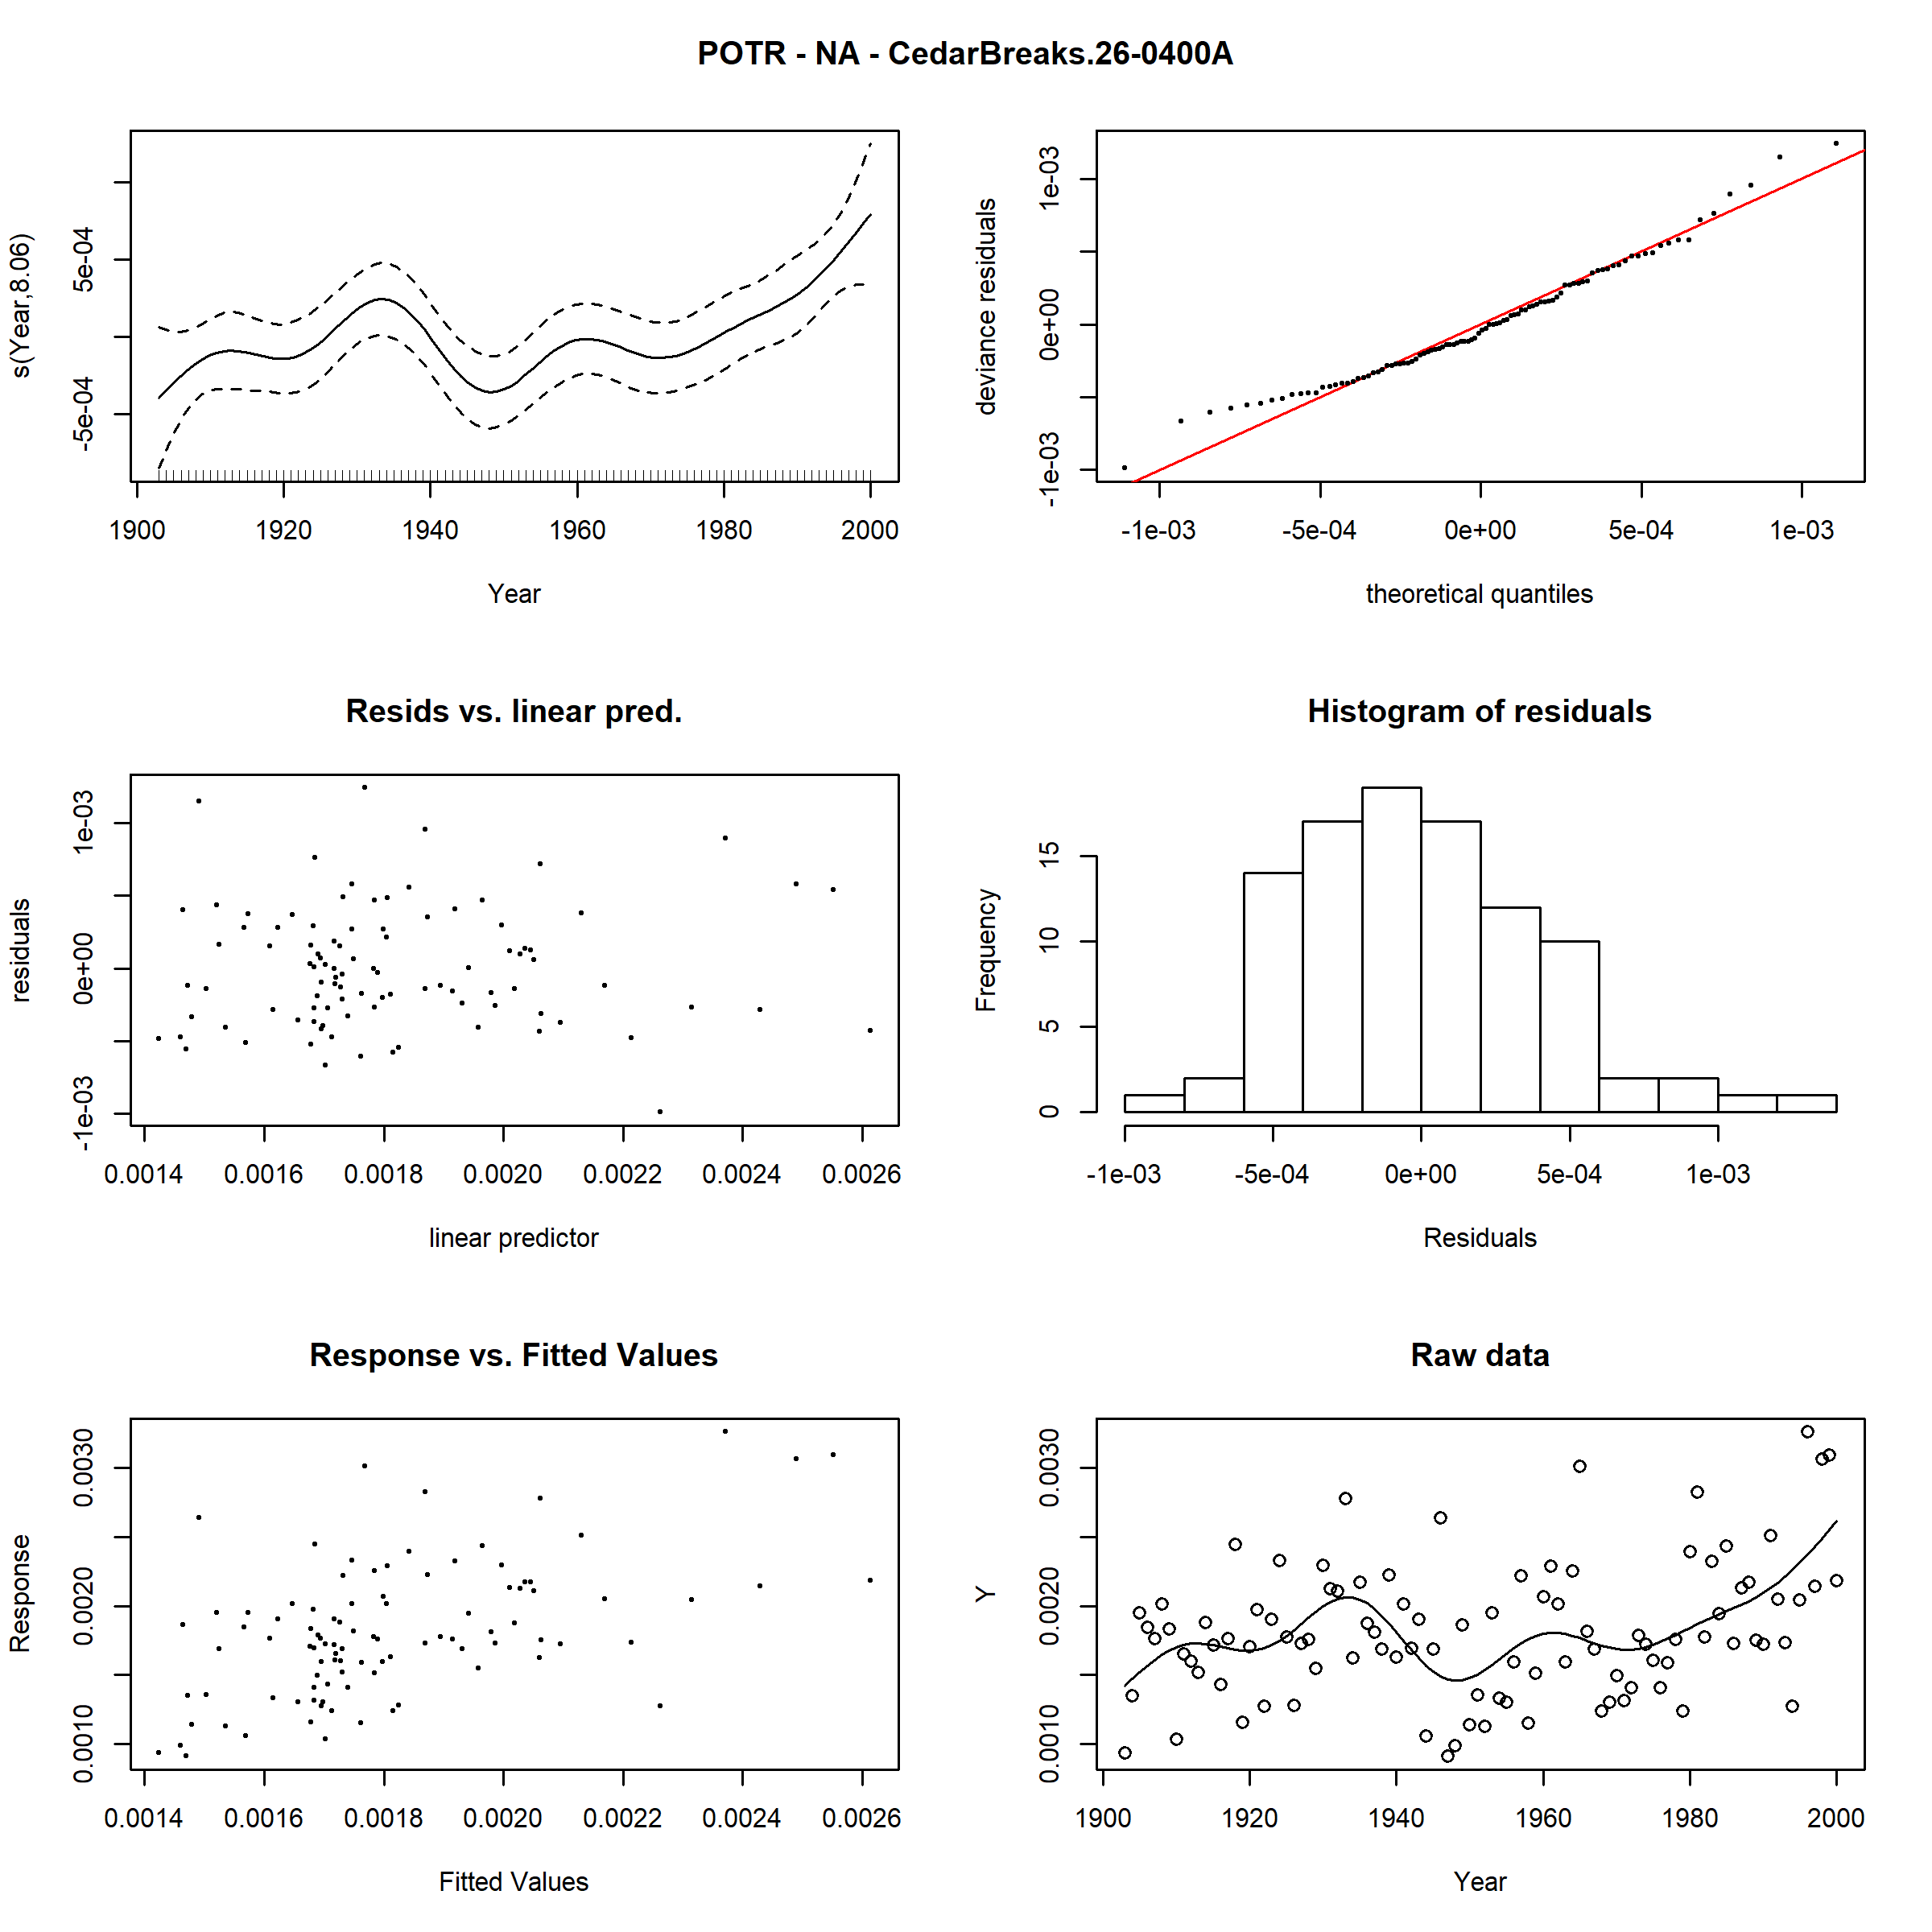 POTR - NA - CedarBreaks.26-0400A
s(Year,8.06)
-5e-04 5e-04
1900 1920 1940 1960 1980 2000
Year
deviance residuals
-1e-03 0e+00 1e-03
-1e-03 -5e-04 0e+00 5e-04 1e-03
theoretical quantiles
Resids vs. linear pred.
residuals
-1e-03 0e+00 1e-03
0.0014 0.0016 0.0018 0.0020 0.0022 0.0024 0.0026
linear predictor
Histogram of residuals
Frequency
0 5 10 15
-1e-03 -5e-04 0e+00 5e-04 1e-03
Residuals
Response vs. Fitted Values
Response
0.0010 0.0020 0.0030
0.0014 0.0016 0.0018 0.0020 0.0022 0.0024 0.0026
Fitted Values
Raw data
Y
0.0010 0.0020 0.0030
1900 1920 1940 1960 1980 2000
Year